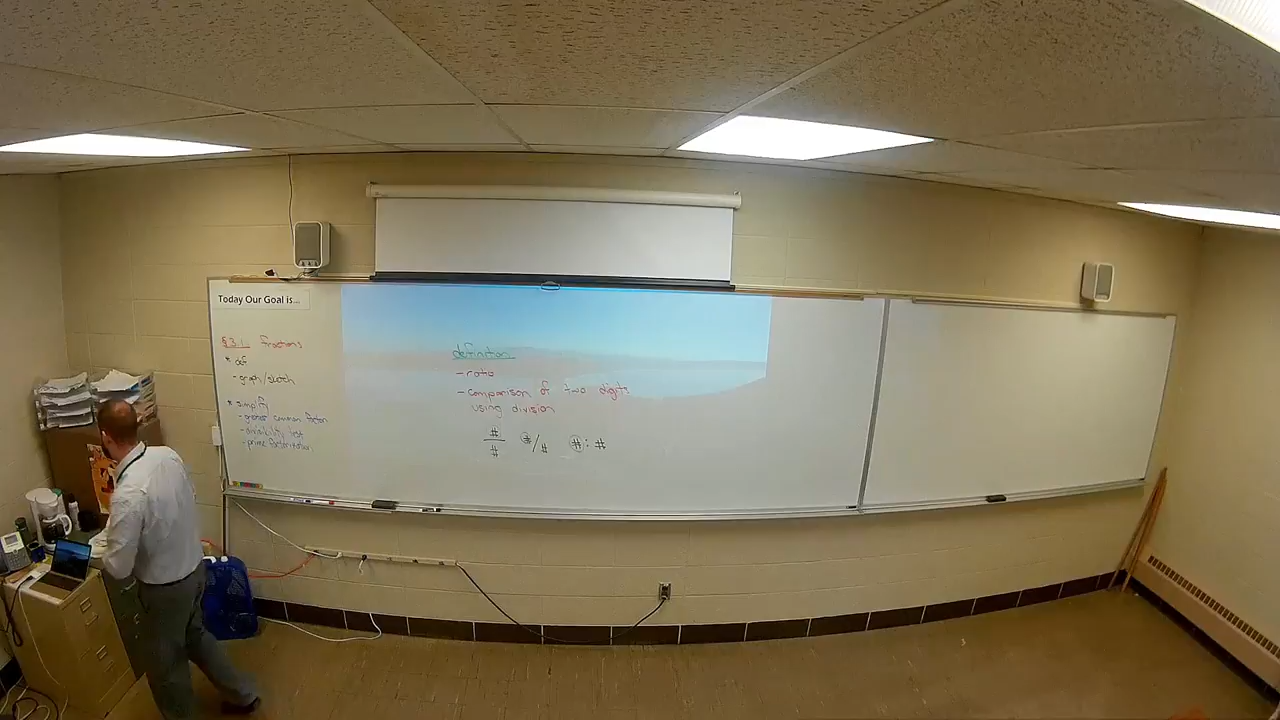 Today Our Goal is...
§ 3.1 fractions
* def
- graph/sketch
* simplify
- greatest common factor
- divisibility test
- prime factorization
definition
- ratio
- comparison of two digits
using division
#/# #/# #:#